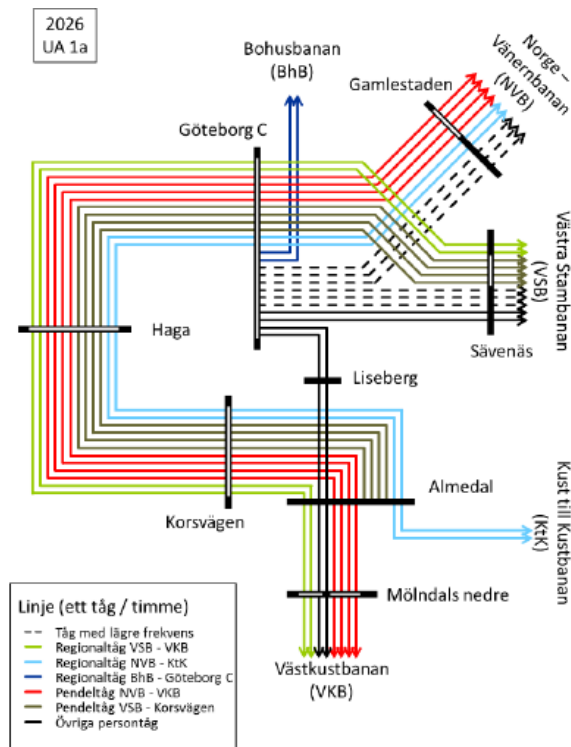 2026
UA 1a
Bohusbanan
(BhB)
Norge –
Vänernbanan
(NVB)
Gamlestaden
Göteborg C
Västra Stambanan
(VSB)
Haga
Sävenäs
Liseberg
Korsvägen
Almedal
Kust till Kustbanan
(KtK)
Mölndals nedre
Västkustbanan
(VKB)
Linje (ett tåg / timme)
Tåg med lägre frekvens
Regionaltåg VSB - VKB
Regionaltåg NVB - KtK
Regionaltåg BhB - Göteborg C
Pendeltåg NVB - VKB
Pendeltåg VSB - Korsvägen
Övriga persontåg